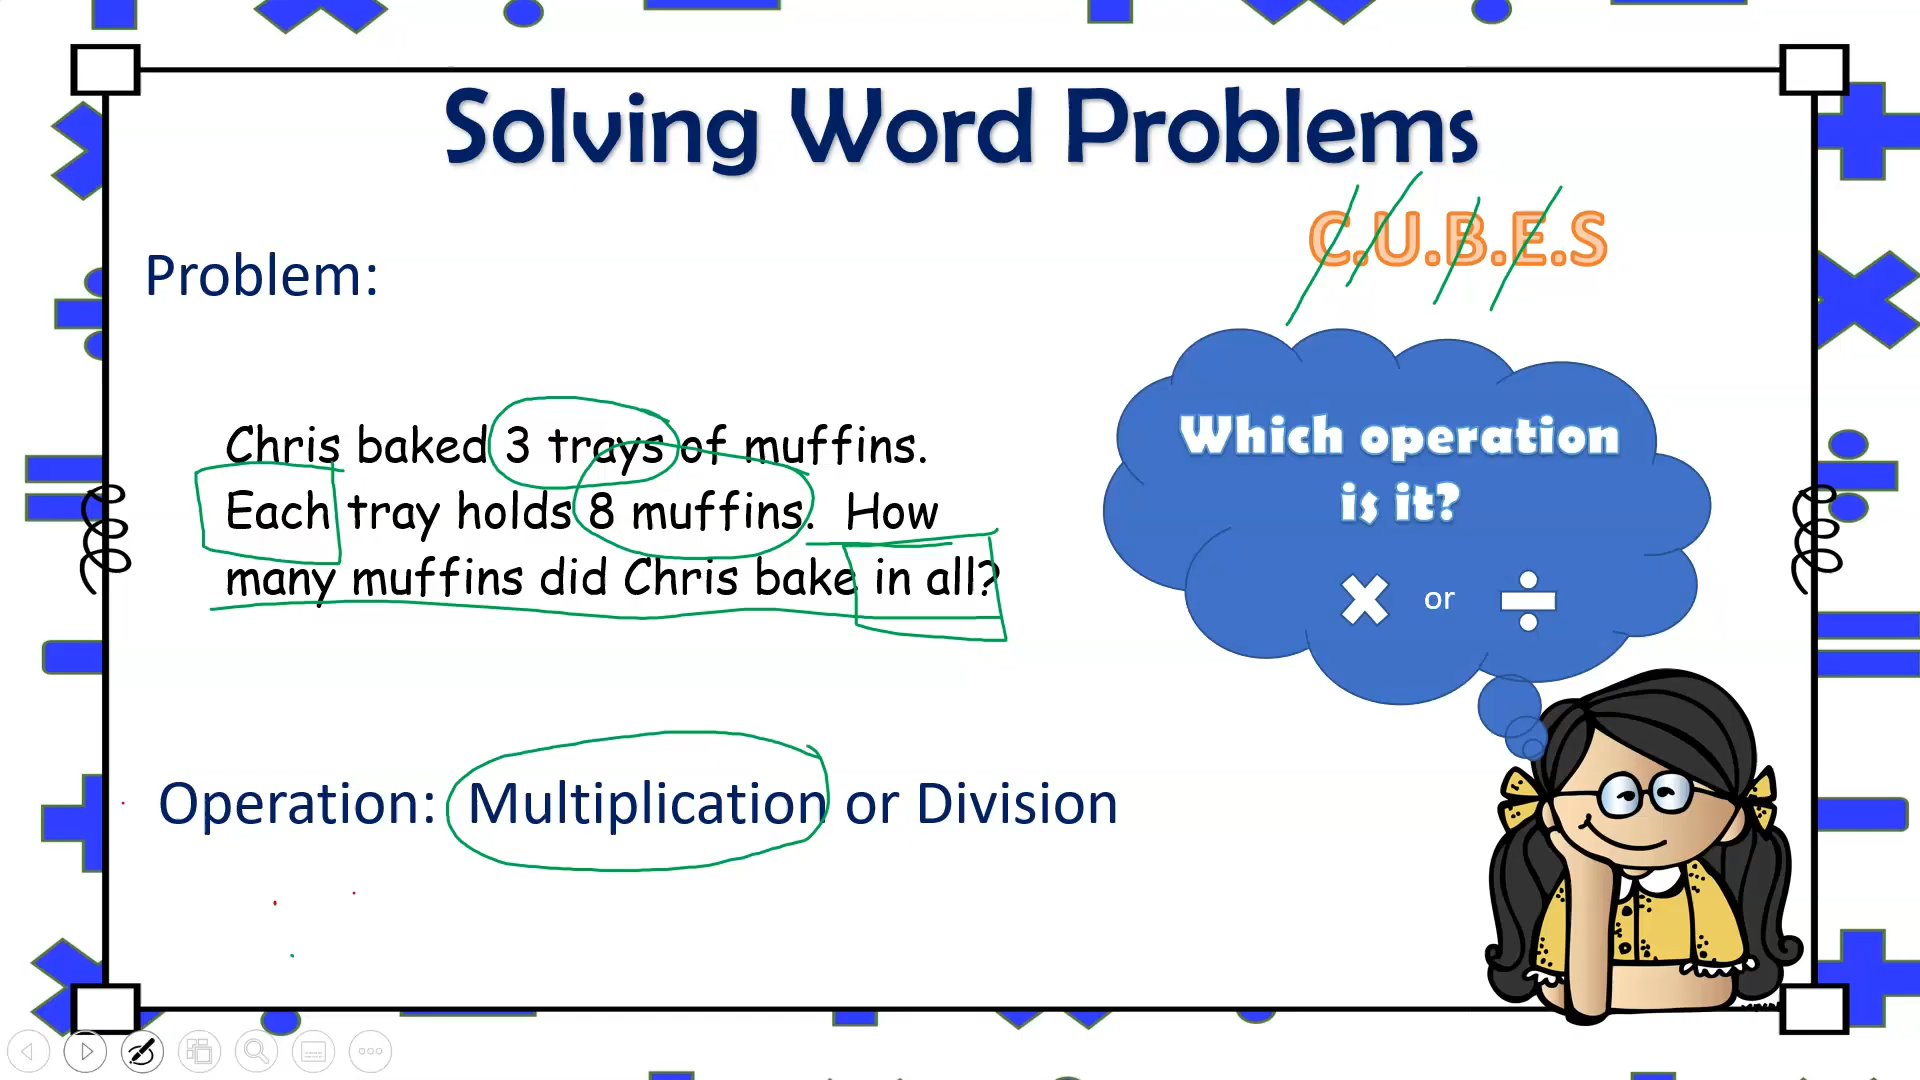 Solving Word Problems
C.U.B.E.S
Problem:
Chris baked 3 trays of muffins.
Each tray holds 8 muffins. How
many muffins did Chris bake in all?
Which operation
is it?
× or ÷
Operation: Multiplication or Division